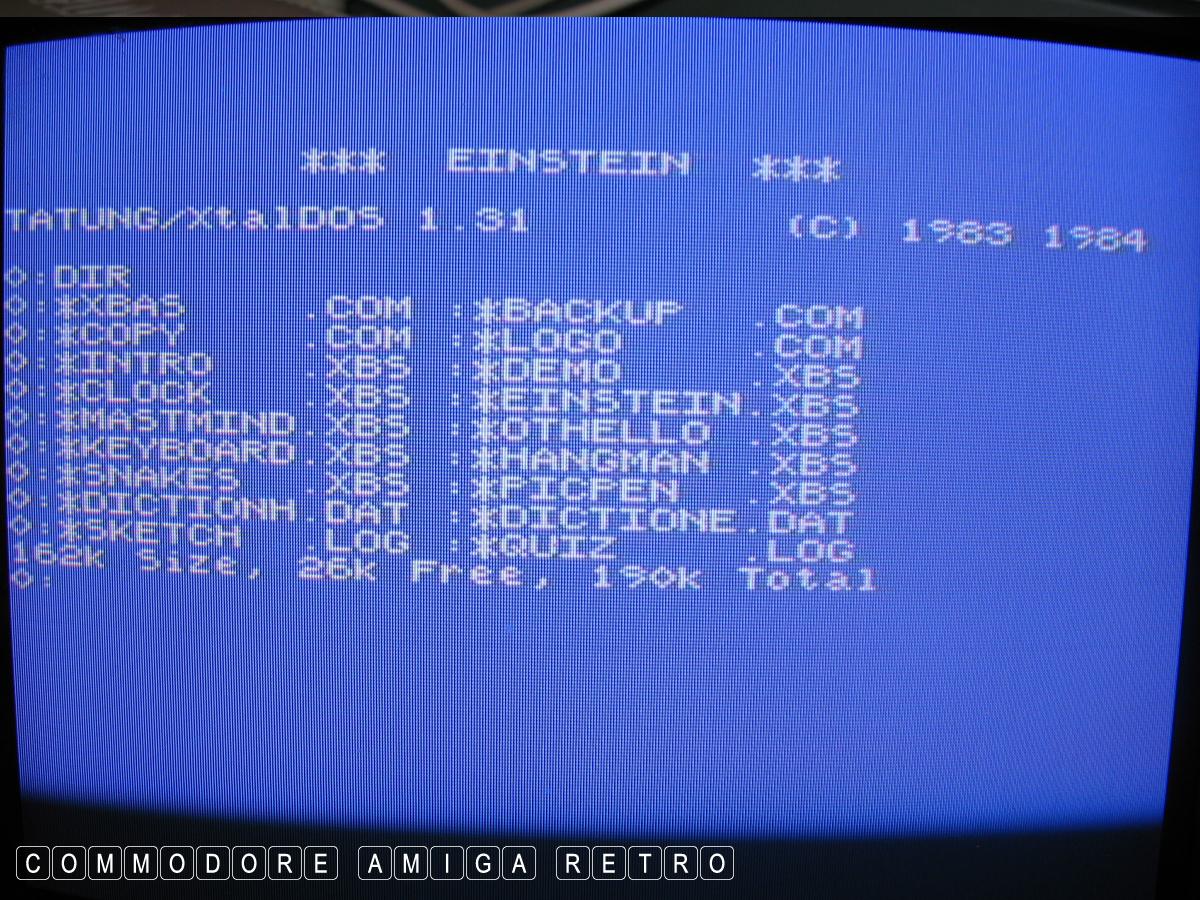 *** EINSTEIN ***
TATUNG/XtalDOS 1.31 (C) 1983 1984
0:DIR
0:*XBAS .COM :*BACKUP .COM
0:*COPY .COM :*LOGO .COM
0:*INTRO .XBS :*DEMO .XBS
0:*CLOCK .XBS :*EINSTEIN.XBS
0:*MASTMIND.XBS :*OTHELLO .XBS
0:*KEYBOARD.XBS :*HANGMAN .XBS
0:*SNAKES .XBS :*PICPEN .XBS
0:*DICTIONH.DAT :*DICTIONE.DAT
0:*SKETCH .LOG :*QUIZ .LOG
162k Size, 26k Free, 190k Total
0:
COMMODORE AMIGA RETRO